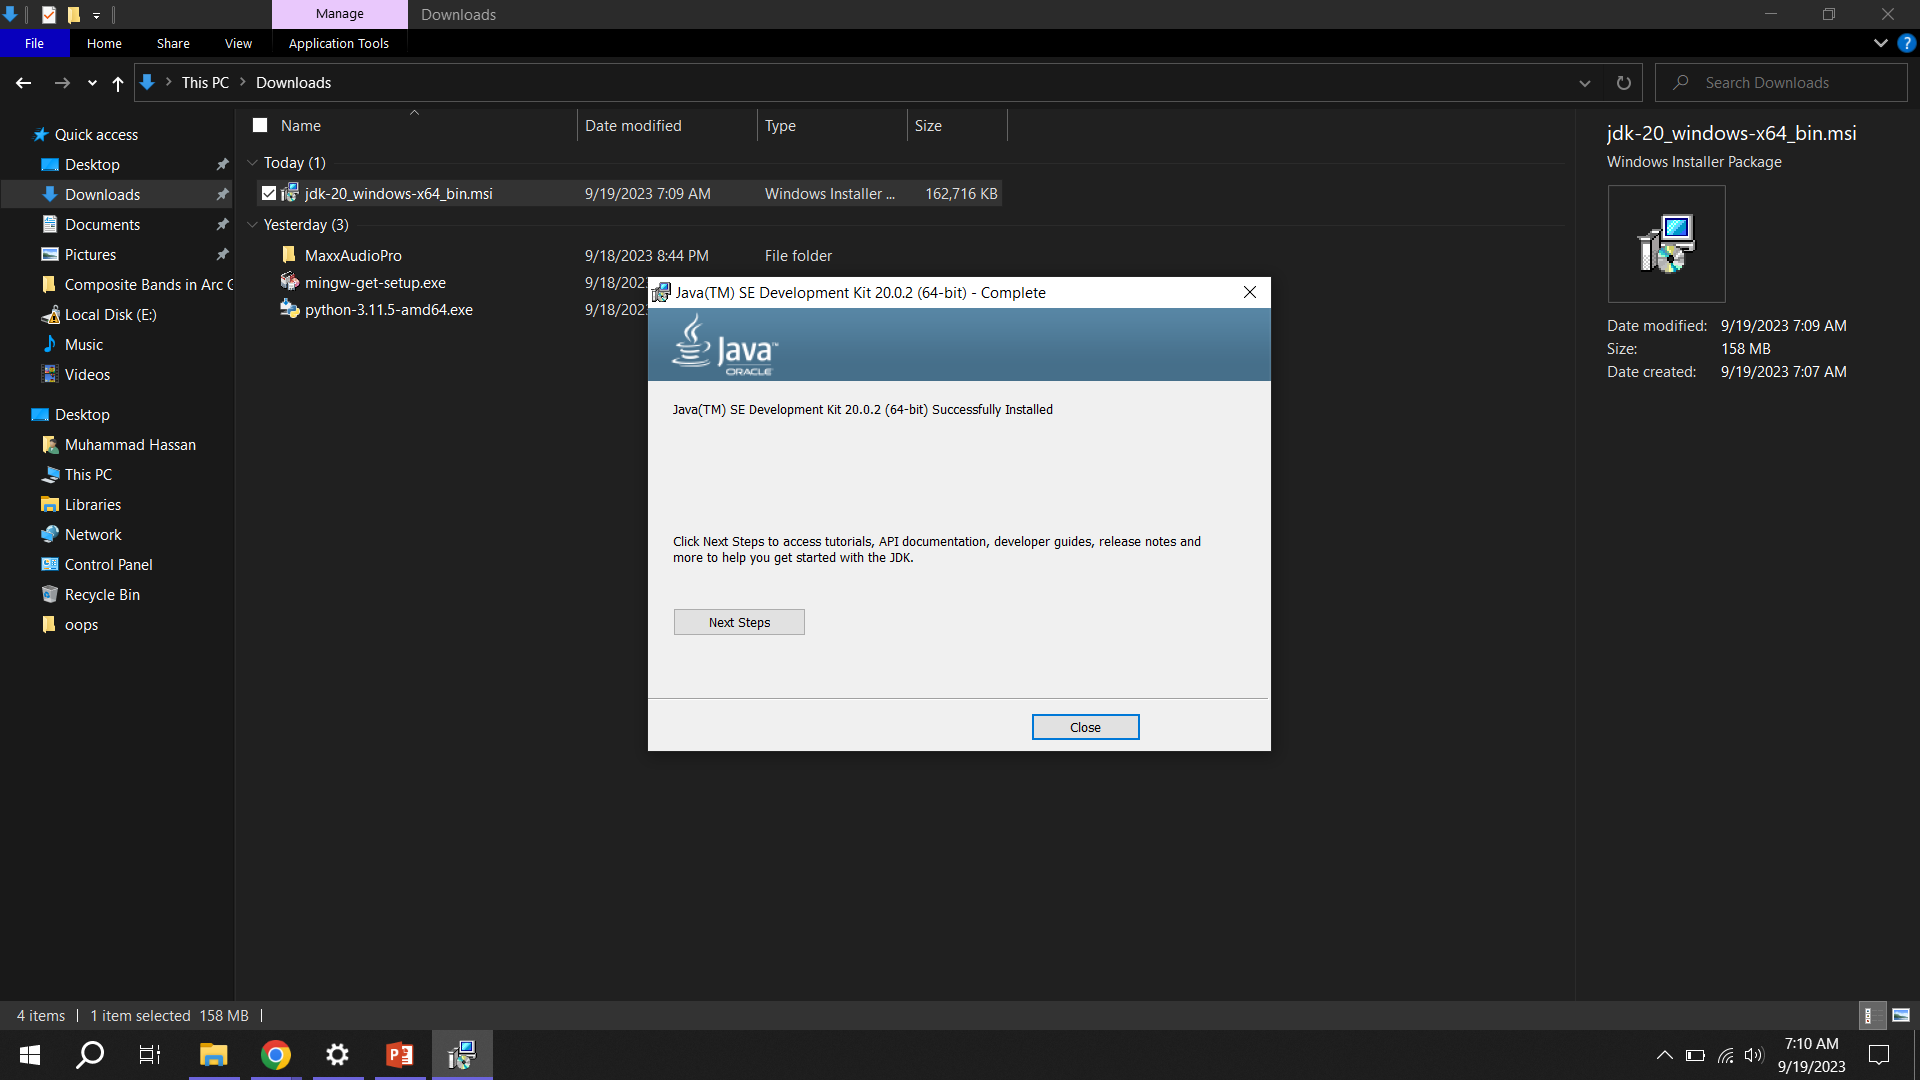 Manage
Downloads
File
Home
Share
View
Application Tools
This PC
Downloads
Search Downloads
Quick access
Desktop
Downloads
Documents
Pictures
Composite Bands in Arc G
Local Disk (E:)
Music
Videos
Desktop
Muhammad Hassan
This PC
Libraries
Network
Control Panel
Recycle Bin
oops
Name
Date modified
Type
Size
Today (1)
jdk-20_windows-x64_bin.msi 9/19/2023 7:09 AM Windows Installer ... 162,716 KB
Yesterday (3)
MaxxAudioPro 9/18/2023 8:44 PM File folder
mingw-get-setup.exe 9/18/202
python-3.11.5-amd64.exe 9/18/202
Java(TM) SE Development Kit 20.0.2 (64-bit) - Complete
Java™
ORACLE
Java(TM) SE Development Kit 20.0.2 (64-bit) Successfully Installed
Click Next Steps to access tutorials, API documentation, developer guides, release notes and
more to help you get started with the JDK.
Next Steps
Close
jdk-20_windows-x64_bin.msi
Windows Installer Package
Date modified: 9/19/2023 7:09 AM
Size: 158 MB
Date created: 9/19/2023 7:07 AM
4 items
1 item selected 158 MB
7:10 AM
9/19/2023